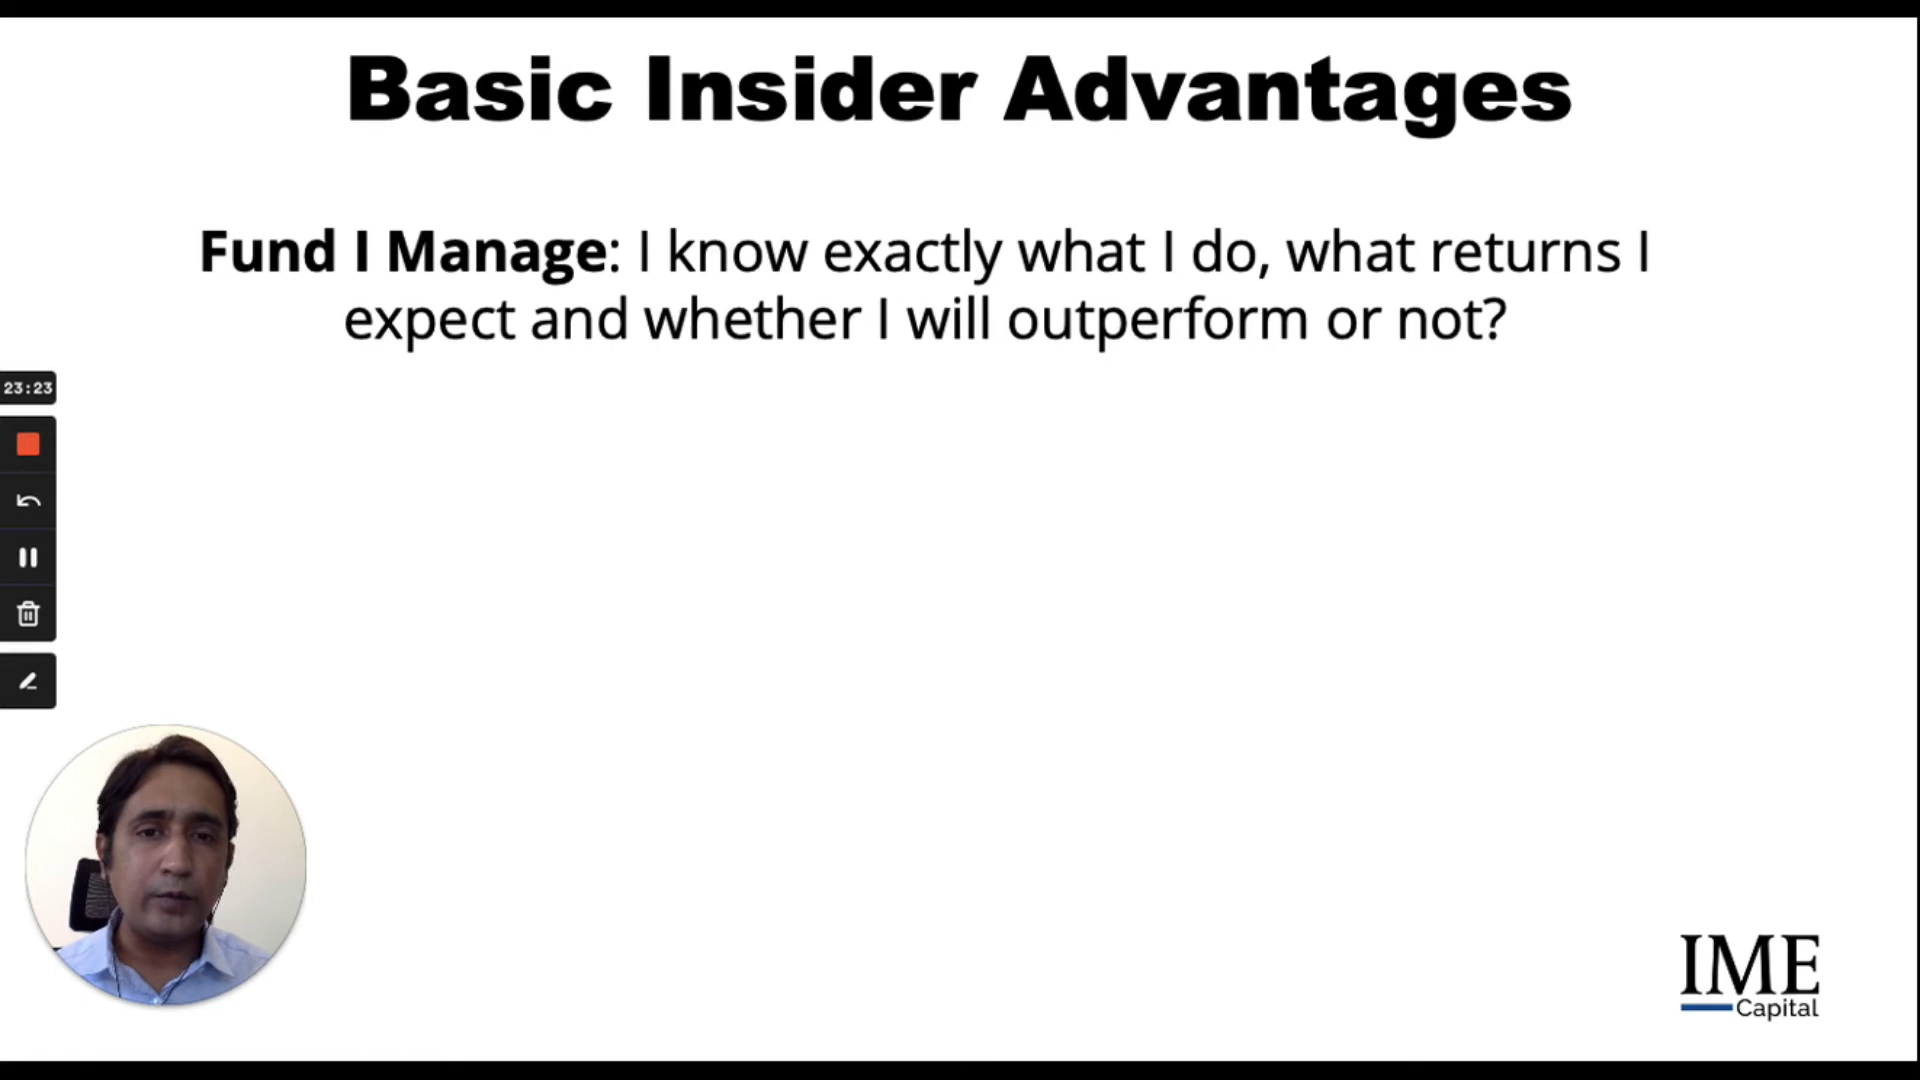 Basic Insider Advantages
Fund I Manage: I know exactly what I do, what returns I
expect and whether I will outperform or not?
23:23
IME
Capital